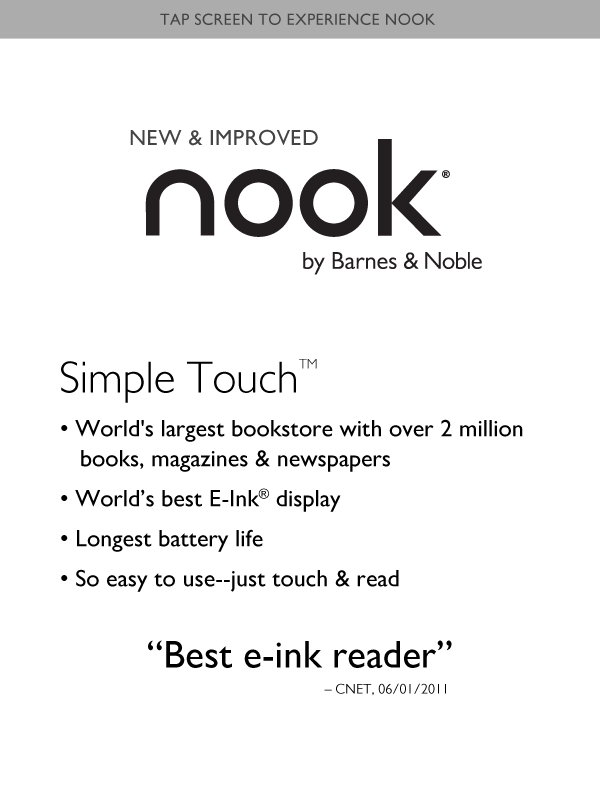 TAP SCREEN TO EXPERIENCE NOOK
NEW & IMPROVED
nook®
by Barnes & Noble
Simple Touch™
• World's largest bookstore with over 2 million
books, magazines & newspapers
• World’s best E-Ink® display
• Longest battery life
• So easy to use--just touch & read
“Best e-ink reader”
– CNET, 06/01/2011